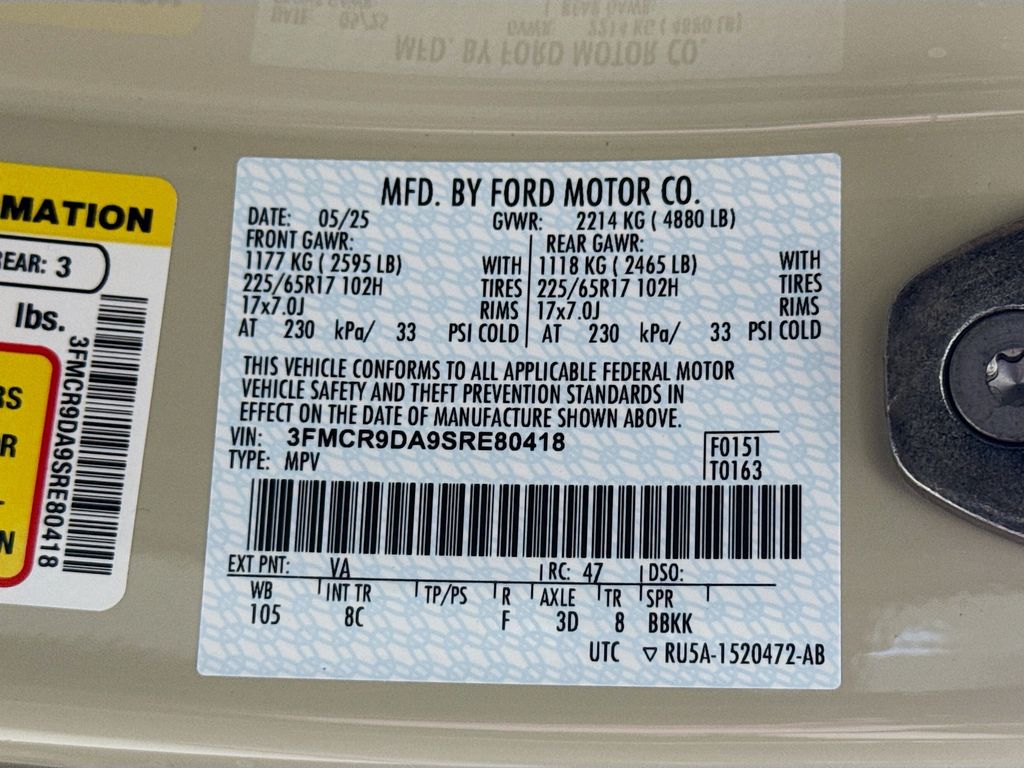 MFD. BY FORD MOTOR CO.
DATE: 05/25 GVWR: 2214 KG ( 4880 LB)
FRONT GAWR: REAR GAWR:
1177 KG ( 2595 LB) WITH 1118 KG ( 2465 LB) WITH
225/65R17 102H TIRES 225/65R17 102H TIRES
17x7.0J RIMS 17x7.0J RIMS
AT 230 kPa/ 33 PSI COLD AT 230 kPa/ 33 PSI COLD
THIS VEHICLE CONFORMS TO ALL APPLICABLE FEDERAL MOTOR
VEHICLE SAFETY AND THEFT PREVENTION STANDARDS IN
EFFECT ON THE DATE OF MANUFACTURE SHOWN ABOVE.
VIN: 3FMCR9DA9SRE80418 F0151
TYPE: MPV T0163
EXT PNT: VA RC: 47 DSO:
WB INT TR TP/PS R AXLE TR SPR
105 8C F 3D 8 BBKK
UTC ▽ RU5A-1520472-AB
MATION
EAR: 3
lbs.
3FMCR9DA9SRE80418
RS
OR
N